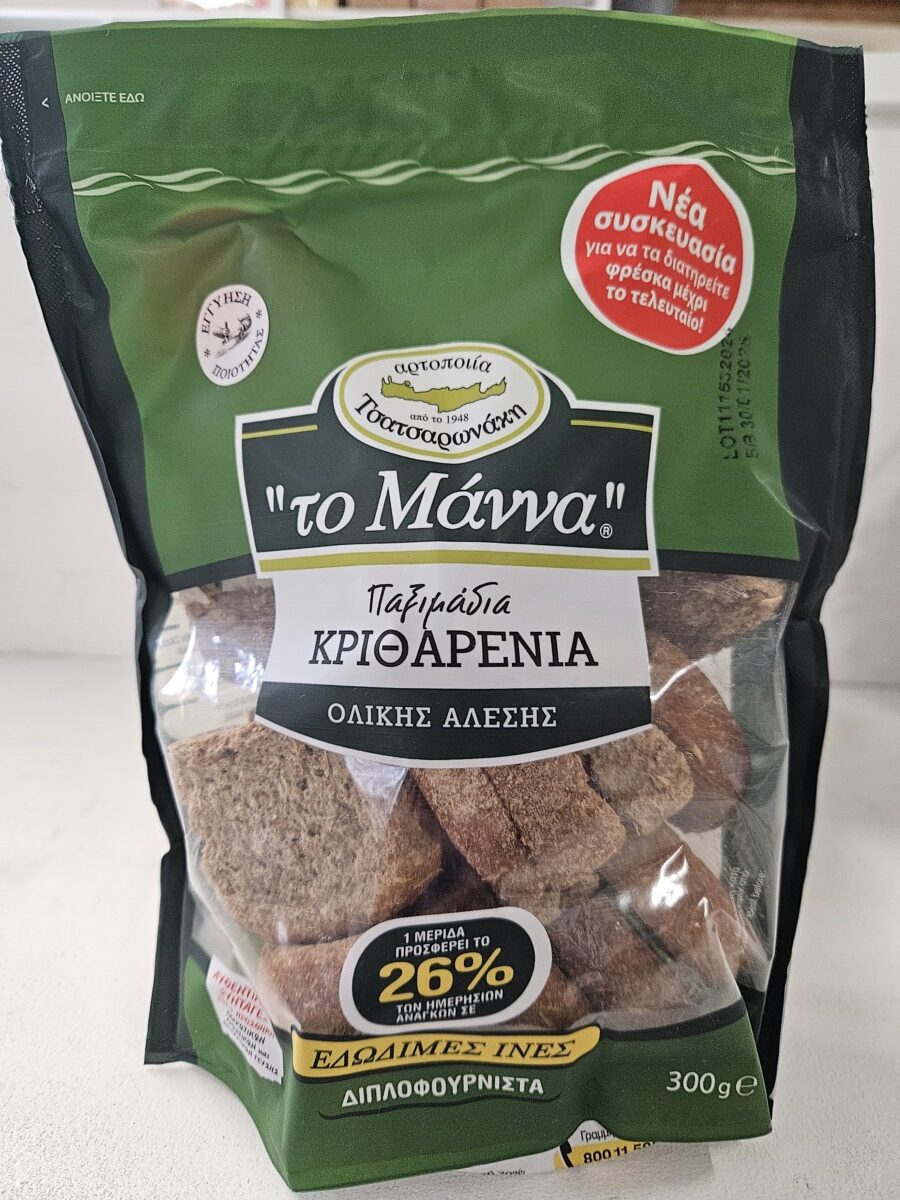 < ΑΝΟΙΞΤΕ ΕΔΩ
Νέα
συσκευασία
για να τα διατηρείτε
φρέσκα μέχρι
το τελευταίο!
ΕΓΓΥΗΣΗ
* ΠΟΙΟΤΗΤΑΣ *
αρτοποιία
από το 1948
Τσατσαρωνάκη
"το Μάννα"®
Παξιμάδια
ΚΡΙΘΑΡΕΝΙΑ
ΟΛΙΚΗΣ ΑΛΕΣΗΣ
1 ΜΕΡΙΔΑ
ΠΡΟΣΦΕΡΕΙ ΤΟ
26%
ΤΩΝ ΗΜΕΡΗΣΙΩΝ
ΑΝΑΓΚΩΝ ΣΕ
ΕΔΩΔΙΜΕΣ ΙΝΕΣ
ΔΙΠΛΟΦΟΥΡΝΙΣΤΑ
300g℮
800 11